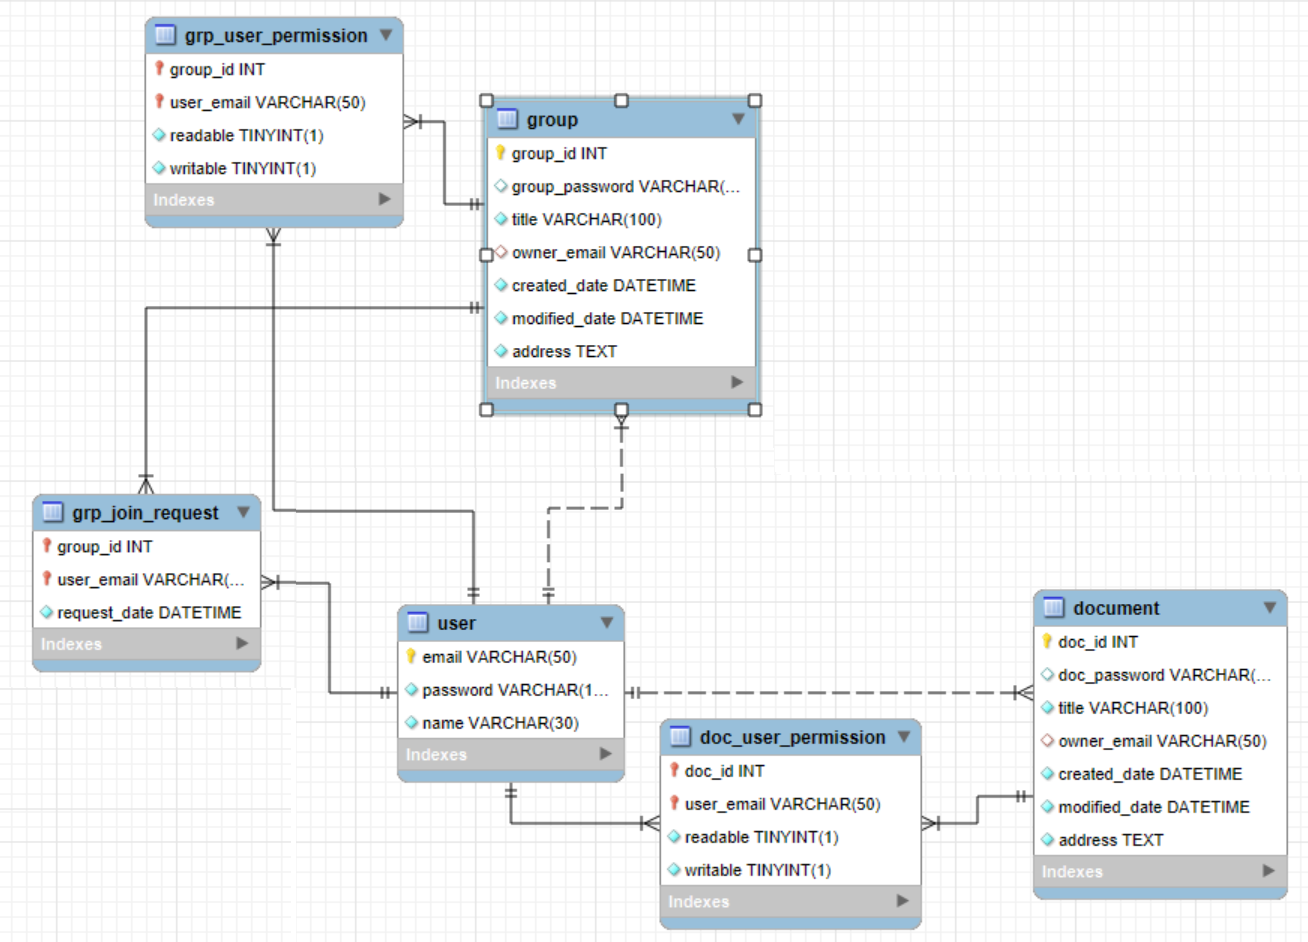 grp_user_permission
group_id INT
user_email VARCHAR(50)
readable TINYINT(1)
writable TINYINT(1)
Indexes
group
group_id INT
group_password VARCHAR(...
title VARCHAR(100)
owner_email VARCHAR(50)
created_date DATETIME
modified_date DATETIME
address TEXT
Indexes
grp_join_request
group_id INT
user_email VARCHAR(...
request_date DATETIME
Indexes
user
email VARCHAR(50)
password VARCHAR(1...
name VARCHAR(30)
Indexes
doc_user_permission
doc_id INT
user_email VARCHAR(50)
readable TINYINT(1)
writable TINYINT(1)
Indexes
document
doc_id INT
doc_password VARCHAR(...
title VARCHAR(100)
owner_email VARCHAR(50)
created_date DATETIME
modified_date DATETIME
address TEXT
Indexes